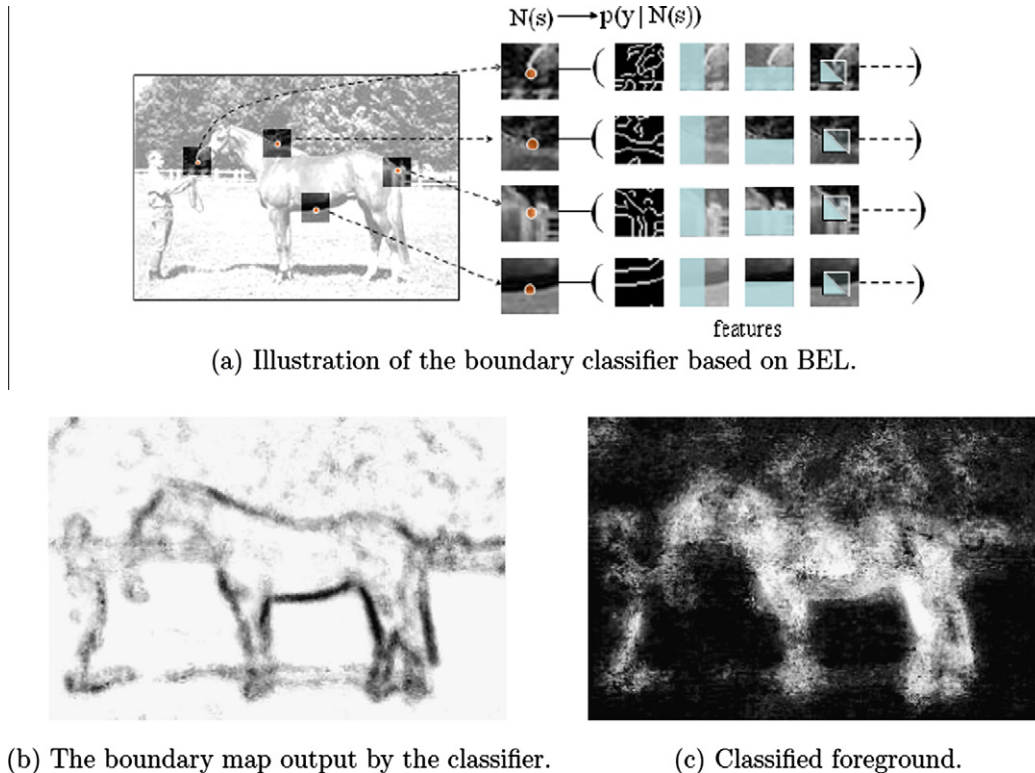 N(s) → p(y | N(s))
features
(a) Illustration of the boundary classifier based on BEL.
(b) The boundary map output by the classifier.
(c) Classified foreground.